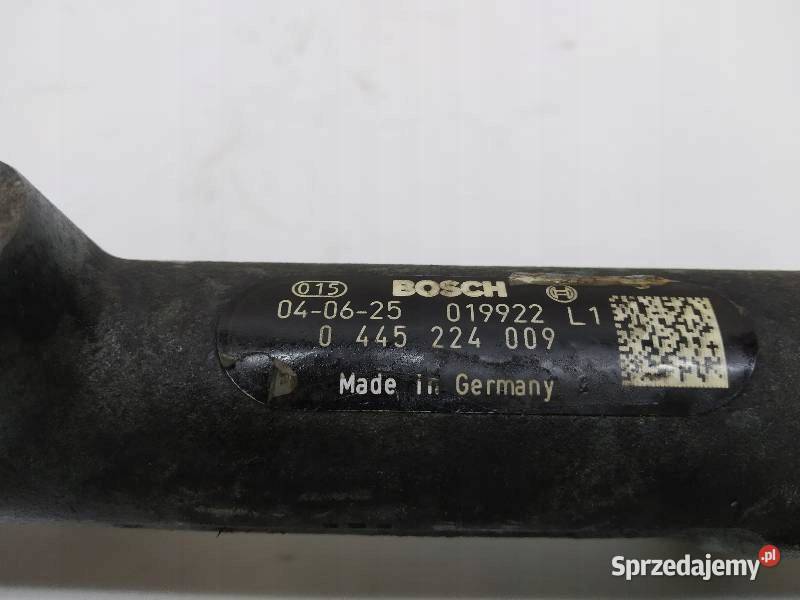 015 BOSCH
04-06-25 019922 L1
0 445 224 009
Made in Germany
Sprzedajemy.pl